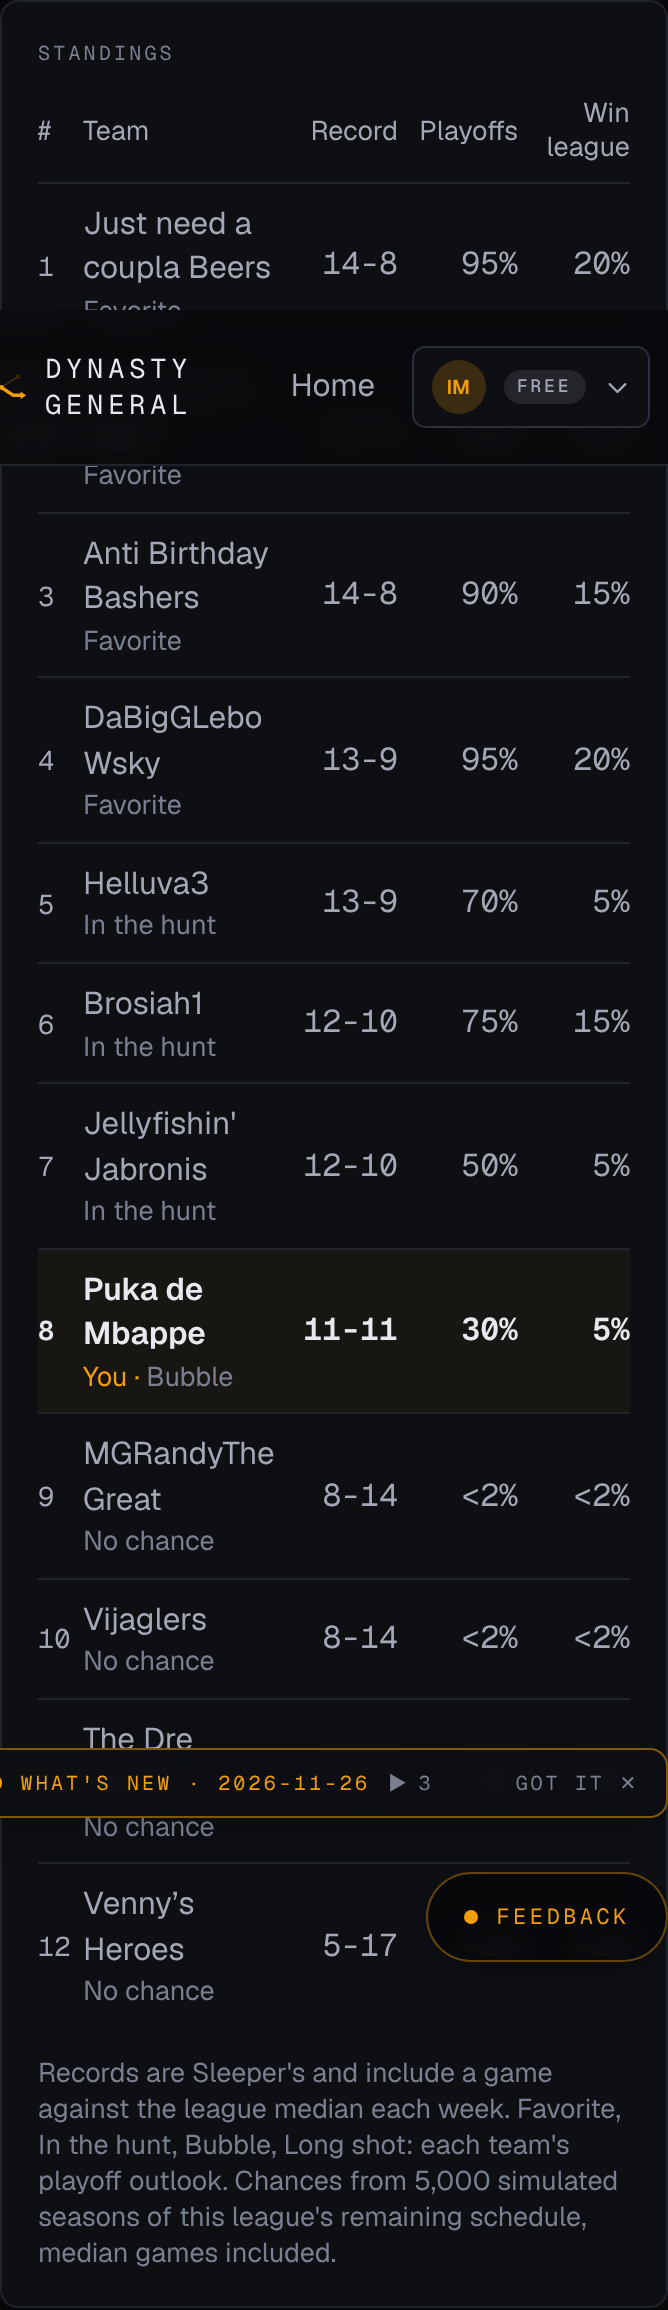 STANDINGS
# Team Record Playoffs Win league
Just need a
1 coupla Beers 14-8 95% 20%
Favorite
DYNASTY
GENERAL
Home IM FREE
Favorite
Anti Birthday
3 Bashers 14-8 90% 15%
Favorite
DaBigGLebo
4 Wsky 13-9 95% 20%
Favorite
5 Helluva3 13-9 70% 5%
In the hunt
6 Brosiah1 12-10 75% 15%
In the hunt
Jellyfishin'
7 Jabronis 12-10 50% 5%
In the hunt
Puka de
8 Mbappe 11-11 30% 5%
You · Bubble
MGRandyThe
9 Great 8-14 <2% <2%
No chance
10 Vijaglers 8-14 <2% <2%
No chance
The Dre
WHAT'S NEW · 2026-11-26 ▶ 3 GOT IT ✕
No chance
Venny’s
12 Heroes 5-17
FEEDBACK
No chance
Records are Sleeper's and include a game
against the league median each week. Favorite,
In the hunt, Bubble, Long shot: each team's
playoff outlook. Chances from 5,000 simulated
seasons of this league's remaining schedule,
median games included.